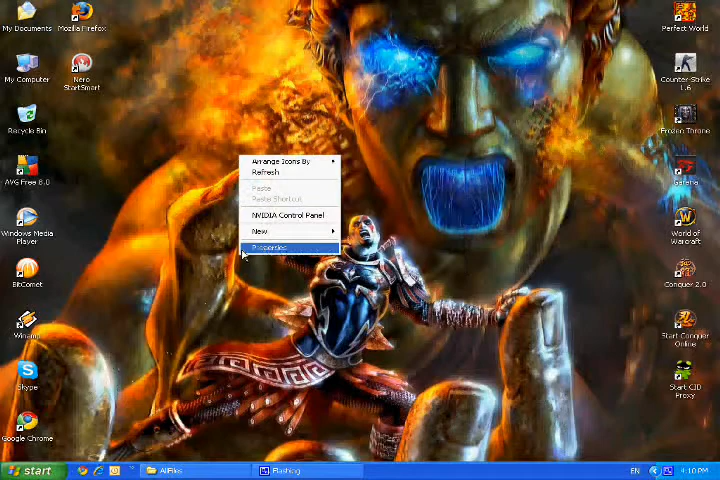 My Documents
Mozilla Firefox
Perfect World
My Computer
Nero
StartSmart
Counter-Strike
1.6
Recycle Bin
Frozen Throne
AVG Free 8.0
Garena
Windows Media
Player
World of
Warcraft
BitComet
Conquer 2.0
Winamp
Start Conquer
Online
Skype
Start CID
Proxy
Google Chrome
Arrange Icons By
Refresh
Paste
Paste Shortcut
NVIDIA Control Panel
New
Properties
start
AllFiles
Flashing
EN
4:10 PM